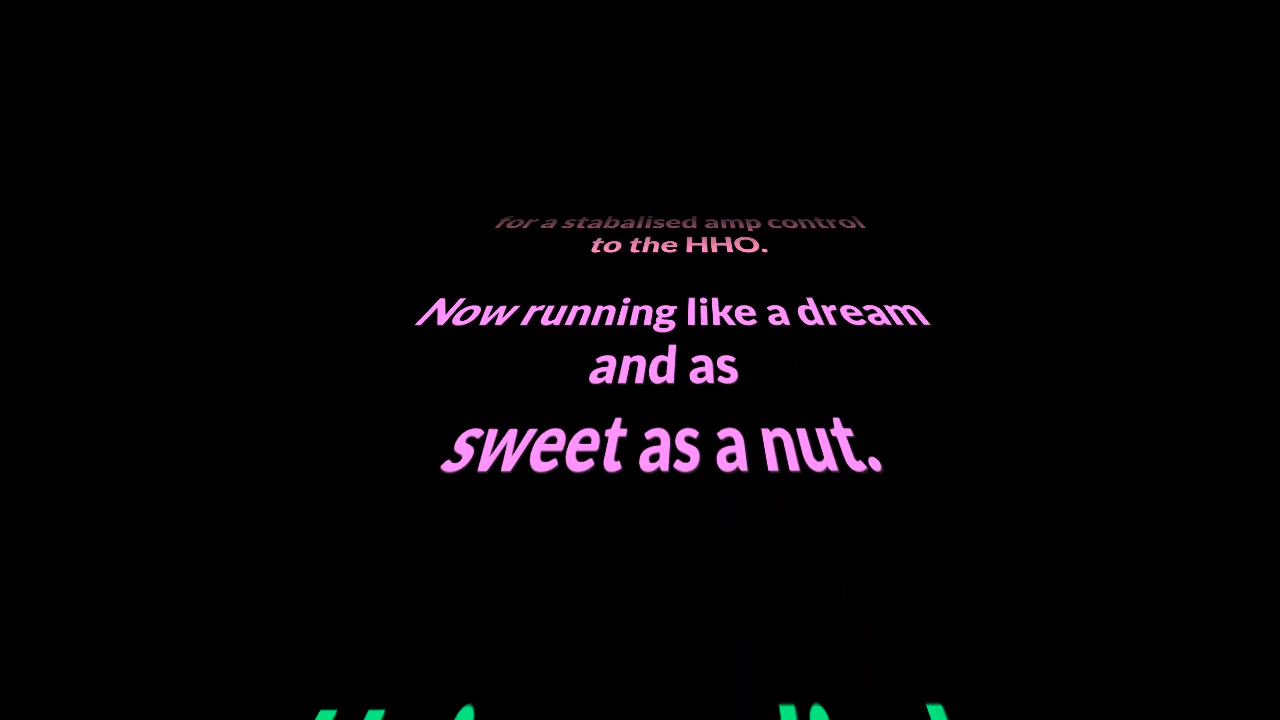 for a stabalised amp control
to the HHO.
Now running like a dream
and as
sweet as a nut.